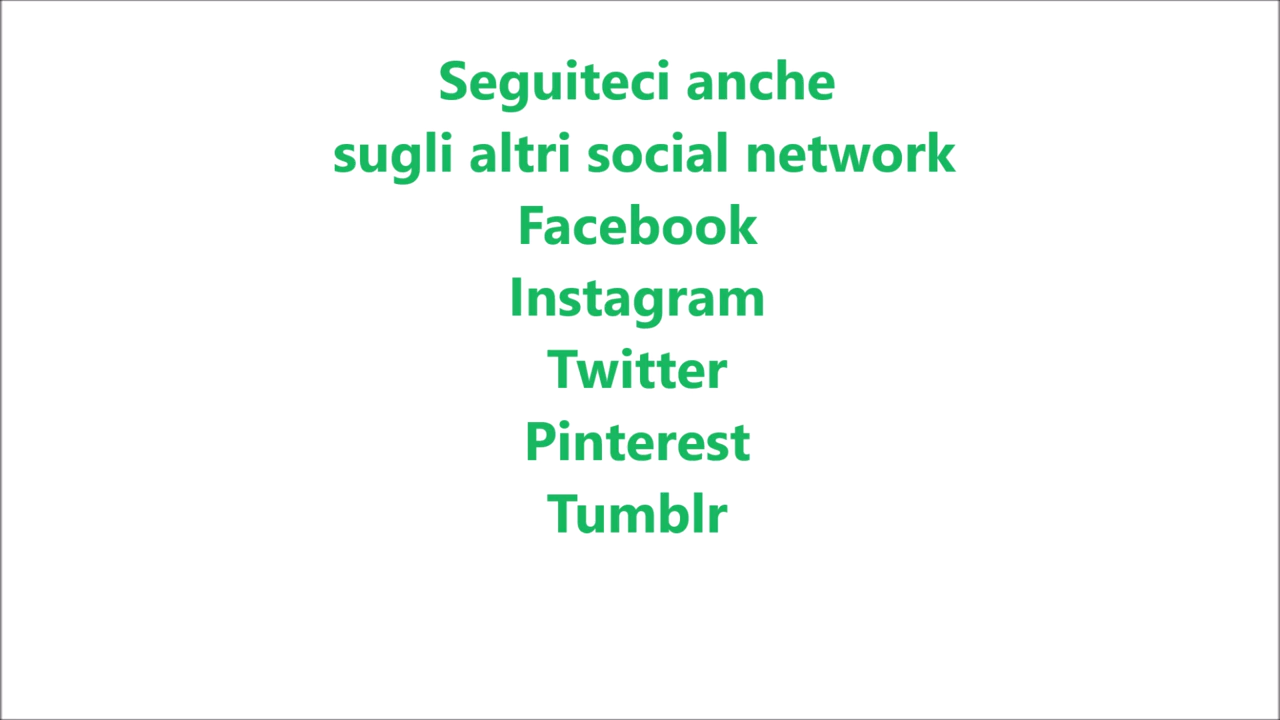 Seguiteci anche
sugli altri social network
Facebook
Instagram
Twitter
Pinterest
Tumblr